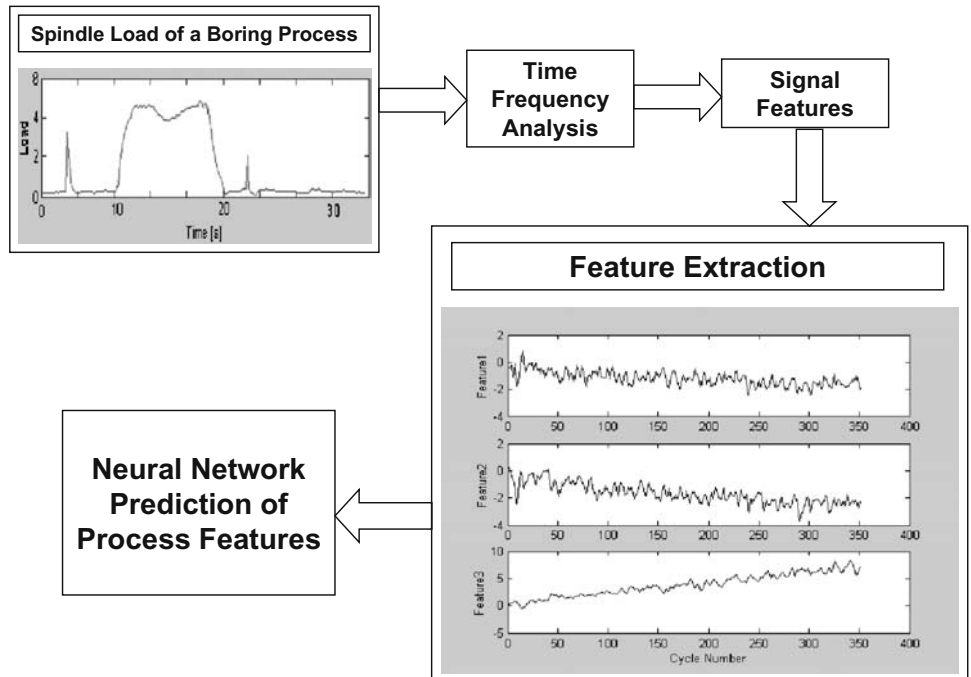 Spindle Load of a Boring Process
8
4
2
0
Load
0 10 20 30
Time [s]
Time
Frequency
Analysis
Signal
Features
Feature Extraction
2
0
-2
-4
Feature1
0 50 100 150 200 250 300 350 400
2
0
-2
-4
Feature2
0 50 100 150 200 250 300 350 400
10
5
0
-5
Feature3
0 50 100 150 200 250 300 350 400
Cycle Number
Neural Network
Prediction of
Process Features